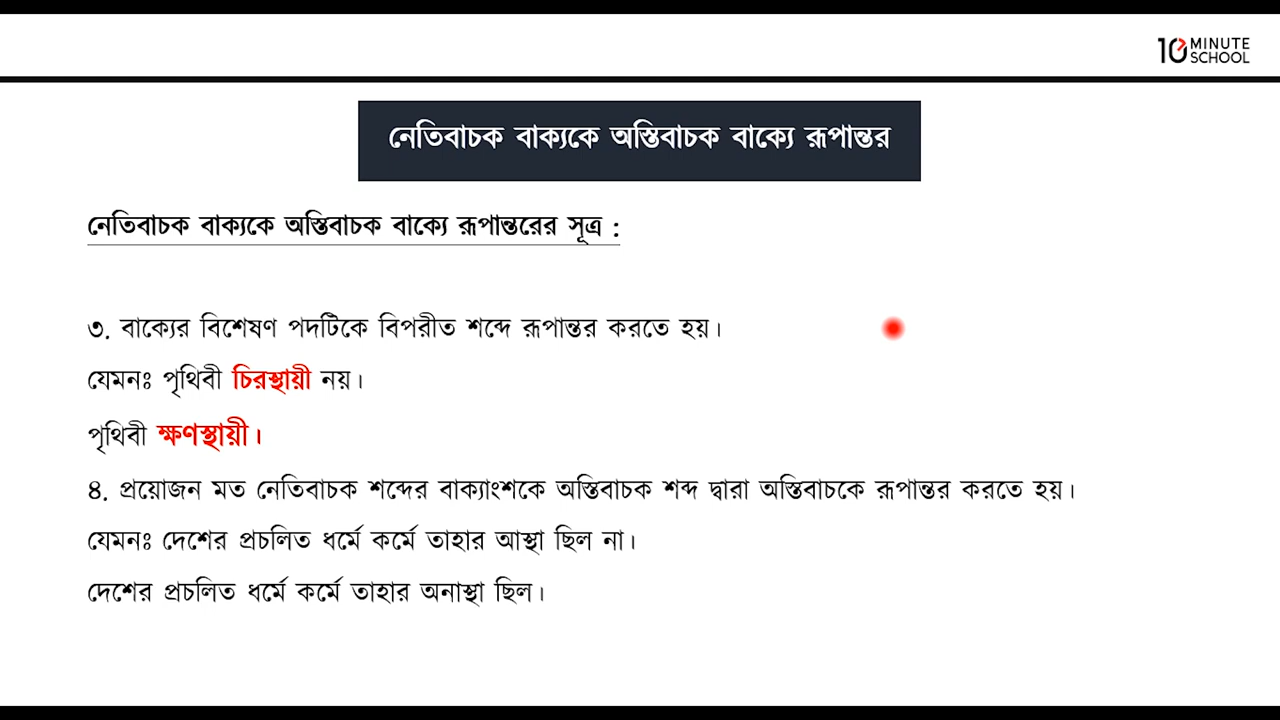 10 MINUTE
SCHOOL
নেতিবাচক বাক্যকে অস্তিবাচক বাক্যে রূপান্তর
নেতিবাচক বাক্যকে অস্তিবাচক বাক্যে রূপান্তরের সূত্র :
৩. বাক্যের বিশেষণ পদটিকে বিপরীত শব্দে রূপান্তর করতে হয়।
যেমনঃ পৃথিবী চিরস্থায়ী নয়।
পৃথিবী ক্ষণস্থায়ী।
৪. প্রয়োজন মত নেতিবাচক শব্দের বাক্যাংশকে অস্তিবাচক শব্দ দ্বারা অস্তিবাচকে রূপান্তর করতে হয়।
যেমনঃ দেশের প্রচলিত ধর্মে কর্মে তাহার আস্থা ছিল না।
দেশের প্রচলিত ধর্মে কর্মে তাহার অনাস্থা ছিল।